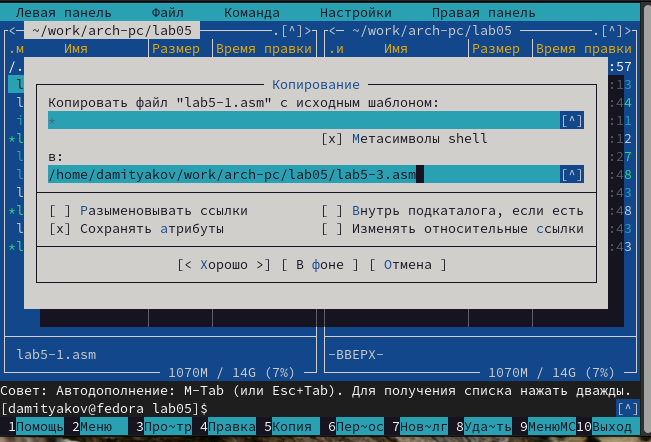 Левая панель Файл Команда Настройки Правая панель
<─ ~/work/arch-pc/lab05 ─.[^]> <─ ~/work/arch-pc/lab05 ─.[^]>
.м Имя Размер Время правки .и Имя Размер Время правки
/. :57
l Копирование :13
l Копировать файл "lab5-1.asm" с исходным шаблоном: :44
i * [^] :11
*l [x] Метасимволы shell :12
l в: :27
l /home/damityakov/work/arch-pc/lab05/lab5-3.asm [^] :48
l :43
*l [ ] Разыменовывать ссылки [ ] Внутрь подкаталога, если есть :48
l [x] Сохранять атрибуты [ ] Изменять относительные ссылки :43
*l :43
[< Хорошо >] [ В фоне ] [ Отмена ]
lab5-1.asm -ВВЕРХ-
1070M / 14G (7%) 1070M / 14G (7%)
Совет: Автодополнение: M-Tab (или Esc+Tab). Для получения списка нажать дважды.
[damityakov@fedora lab05]$ [^]
1Помощь 2Меню 3Про~тр 4Правка 5Копия 6Пер~ос 7Нов~лг 8Уда~ть 9МенюMC 10Выход